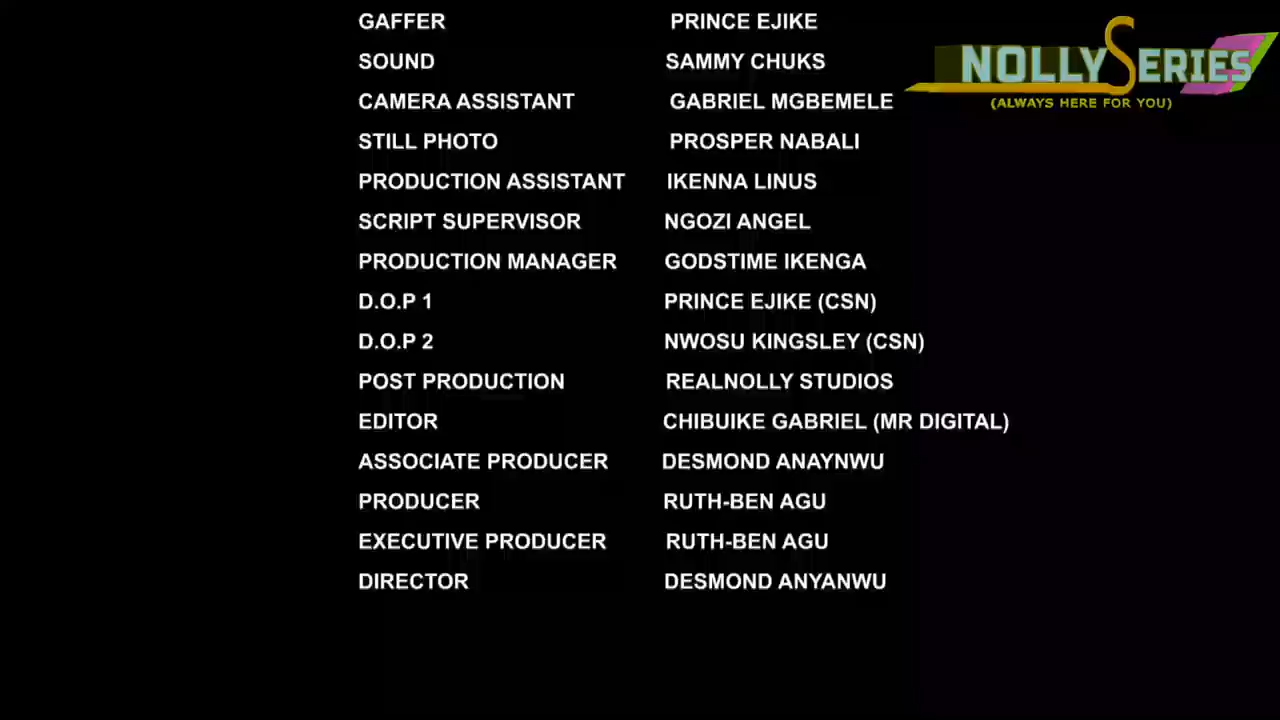 GAFFER PRINCE EJIKE
SOUND SAMMY CHUKS
CAMERA ASSISTANT GABRIEL MGBEMELE
STILL PHOTO PROSPER NABALI
PRODUCTION ASSISTANT IKENNA LINUS
SCRIPT SUPERVISOR NGOZI ANGEL
PRODUCTION MANAGER GODSTIME IKENGA
D.O.P 1 PRINCE EJIKE (CSN)
D.O.P 2 NWOSU KINGSLEY (CSN)
POST PRODUCTION REALNOLLY STUDIOS
EDITOR CHIBUIKE GABRIEL (MR DIGITAL)
ASSOCIATE PRODUCER DESMOND ANAYNWU
PRODUCER RUTH-BEN AGU
EXECUTIVE PRODUCER RUTH-BEN AGU
DIRECTOR DESMOND ANYANWU
NOLLYSERIES
(ALWAYS HERE FOR YOU)